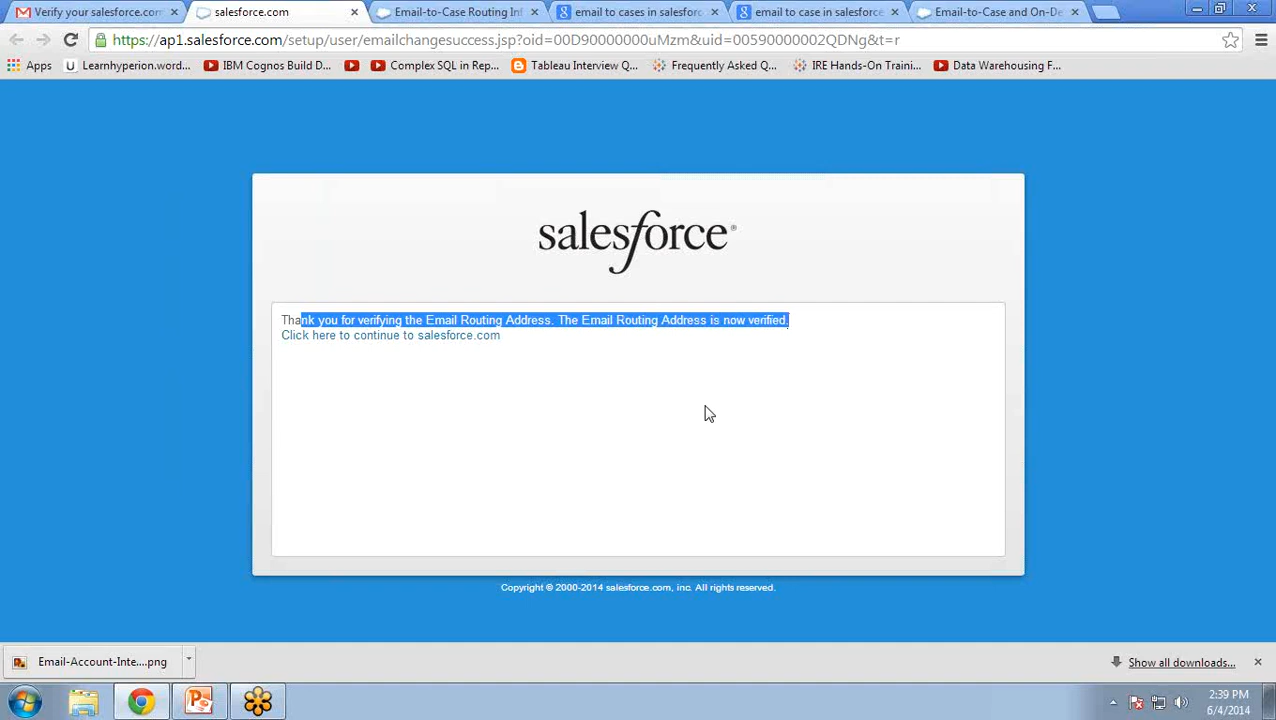 Verify your salesforce.com
salesforce.com
Email-to-Case Routing Inf
email to cases in salesforc
email to case in salesforce
Email-to-Case and On-De
https://ap1.salesforce.com/setup/user/emailchangesuccess.jsp?oid=00D90000000uMzm&uid=00590000002QDNg&t=r
Apps
Learnhyperion.word...
IBM Cognos Build D...
Complex SQL in Rep...
Tableau Interview Q...
Frequently Asked Q...
IRE Hands-On Traini...
Data Warehousing F...
salesforce®
Thank you for verifying the Email Routing Address. The Email Routing Address is now verified.
Click here to continue to salesforce.com
Copyright © 2000-2014 salesforce.com, inc. All rights reserved.
Email-Account-Inte....png
Show all downloads...
2:39 PM
6/4/2014